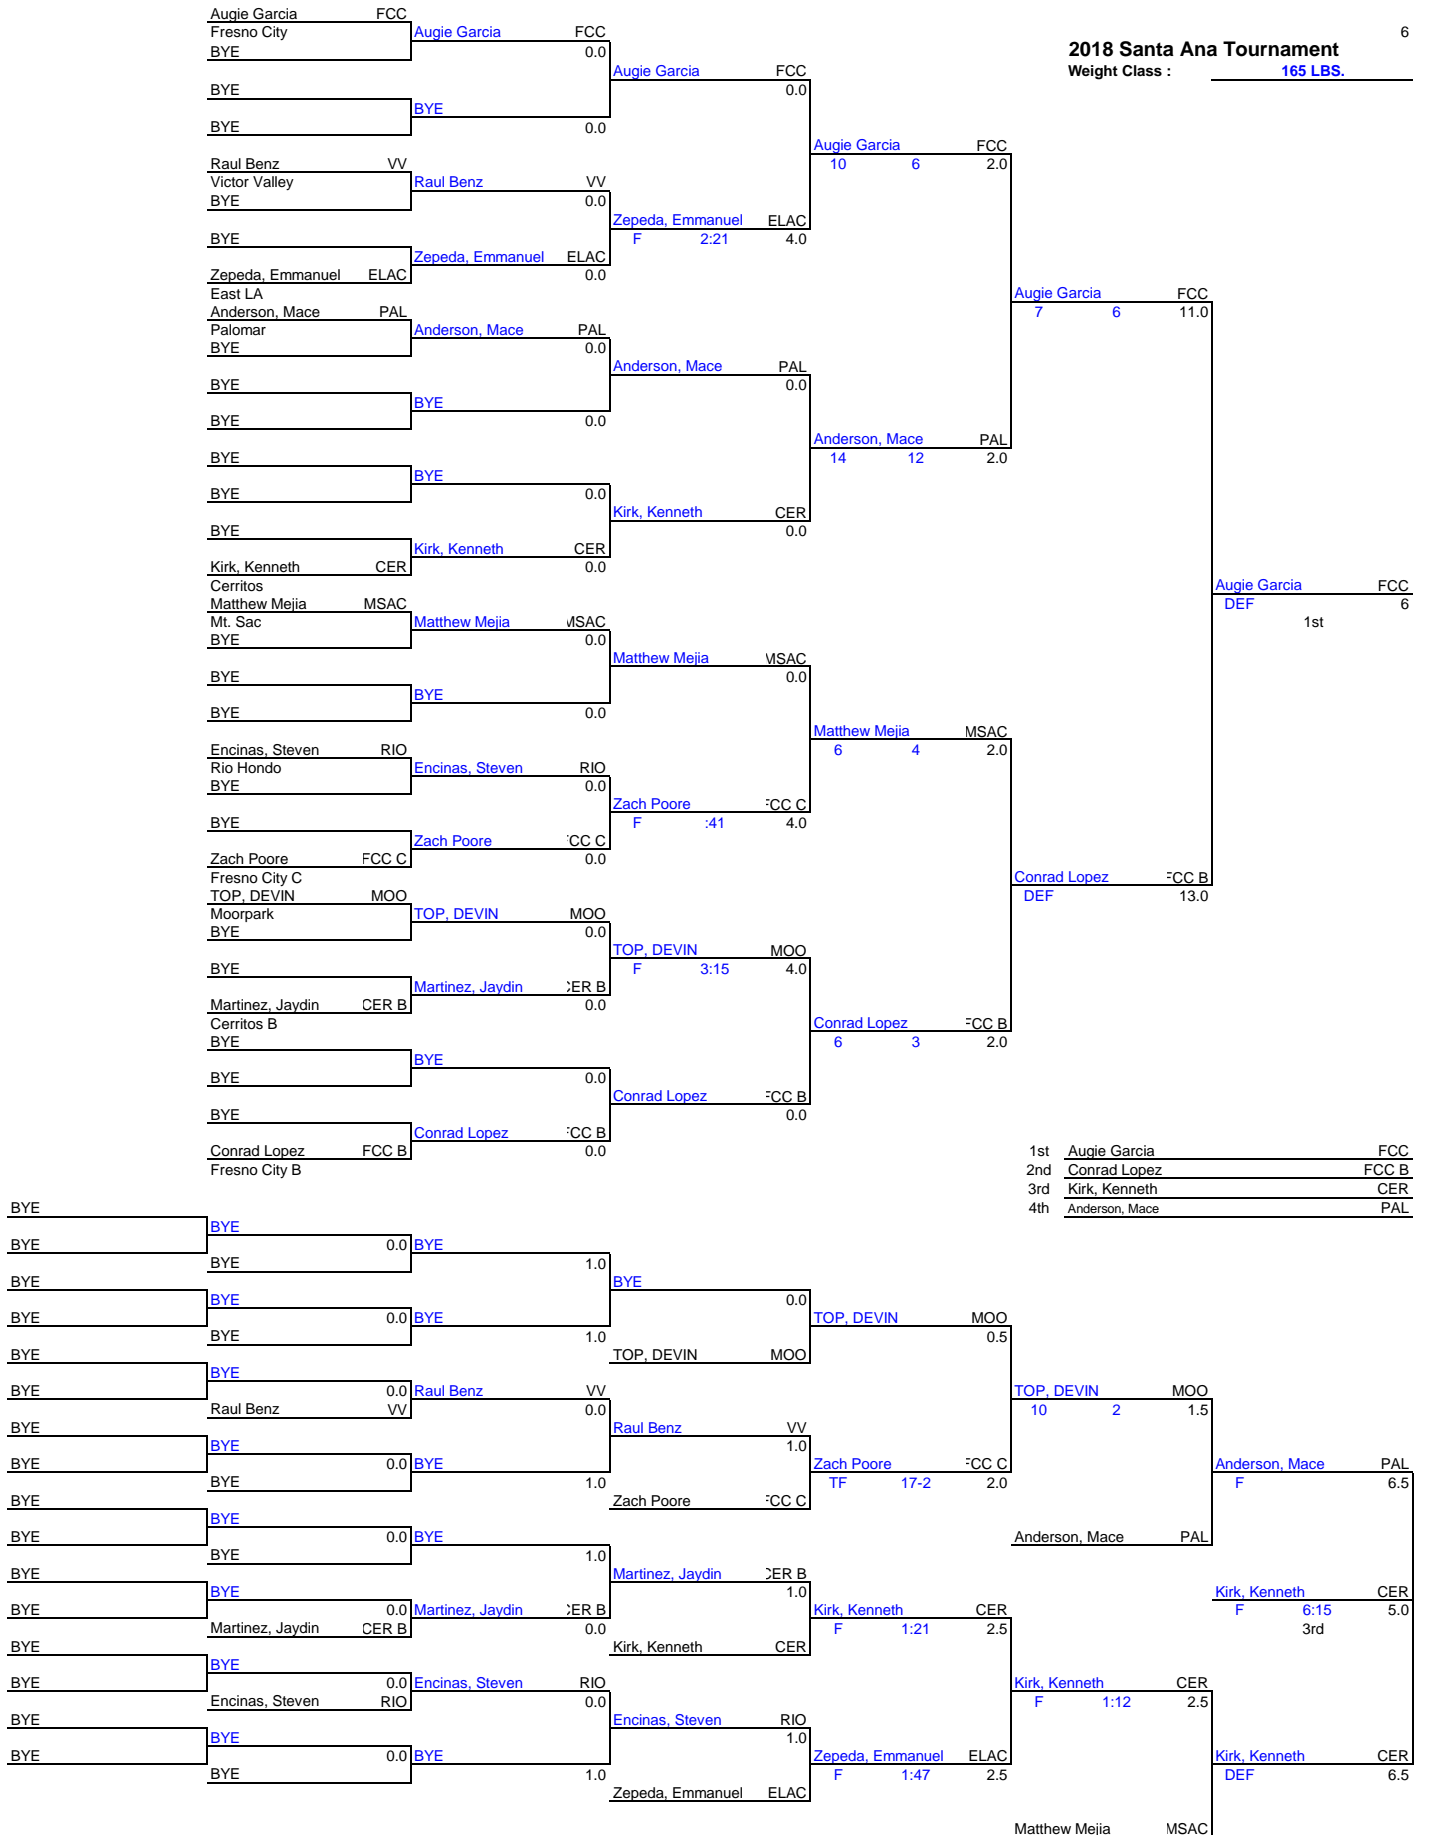 Augie Garcia FCC
Fresno City Augie Garcia FCC 6
BYE 0.0 2018 Santa Ana Tournament
Augie Garcia FCC Weight Class : 165 LBS.
BYE 0.0
BYE
BYE 0.0
Augie Garcia FCC
Raul Benz VV 10 6 2.0
Victor Valley Raul Benz VV
BYE 0.0
Zepeda, Emmanuel ELAC
BYE F 2:21 4.0
Zepeda, Emmanuel ELAC
Zepeda, Emmanuel ELAC 0.0
East LA Augie Garcia FCC
Anderson, Mace PAL 7 6 11.0
Palomar Anderson, Mace PAL
BYE 0.0
Anderson, Mace PAL
BYE 0.0
BYE
BYE 0.0
Anderson, Mace PAL
BYE 14 12 2.0
BYE
BYE 0.0
Kirk, Kenneth CER
BYE 0.0
Kirk, Kenneth CER
Kirk, Kenneth CER 0.0
Cerritos Augie Garcia FCC
Matthew Mejia MSAC DEF 6
Mt. Sac Matthew Mejia MSAC 1st
BYE 0.0
Matthew Mejia MSAC
BYE 0.0
BYE
BYE 0.0
Matthew Mejia MSAC
Encinas, Steven RIO 6 4 2.0
Rio Hondo Encinas, Steven RIO
BYE 0.0
Zach Poore FCC C
BYE F :41 4.0
Zach Poore FCC C
Zach Poore FCC C 0.0
Fresno City C Conrad Lopez FCC B
TOP, DEVIN MOO DEF 13.0
Moorpark TOP, DEVIN MOO
BYE 0.0
TOP, DEVIN MOO
BYE F 3:15 4.0
Martinez, Jaydin CER B
Martinez, Jaydin CER B 0.0
Cerritos B Conrad Lopez FCC B
BYE 6 3 2.0
BYE
BYE 0.0
Conrad Lopez FCC B
BYE 0.0
Conrad Lopez FCC B
Conrad Lopez FCC B 0.0 1st Augie Garcia FCC
Fresno City B 2nd Conrad Lopez FCC B
3rd Kirk, Kenneth CER
BYE 4th Anderson, Mace PAL
BYE
BYE 0.0 BYE
BYE 1.0
BYE BYE
BYE 0.0
BYE 0.0 BYE TOP, DEVIN MOO
BYE 1.0 0.5
BYE TOP, DEVIN MOO
BYE
BYE 0.0 Raul Benz VV TOP, DEVIN MOO
Raul Benz VV 0.0 10 2 1.5
BYE Raul Benz VV
BYE 1.0
BYE 0.0 BYE Zach Poore FCC C Anderson, Mace PAL
BYE 1.0 TF 17-2 2.0 F 6.5
BYE Zach Poore FCC C
BYE
BYE 0.0 BYE Anderson, Mace PAL
BYE 1.0
BYE Martinez, Jaydin CER B
BYE 1.0 Kirk, Kenneth CER
BYE 0.0 Martinez, Jaydin CER B Kirk, Kenneth CER F 6:15 5.0
Martinez, Jaydin CER B 0.0 F 1:21 2.5 3rd
BYE Kirk, Kenneth CER
BYE
BYE 0.0 Encinas, Steven RIO Kirk, Kenneth CER
Encinas, Steven RIO 0.0 F 1:12 2.5
BYE Encinas, Steven RIO
BYE 1.0
BYE 0.0 BYE Zepeda, Emmanuel ELAC Kirk, Kenneth CER
BYE 1.0 F 1:47 2.5 DEF 6.5
Zepeda, Emmanuel ELAC
Matthew Mejia MSAC